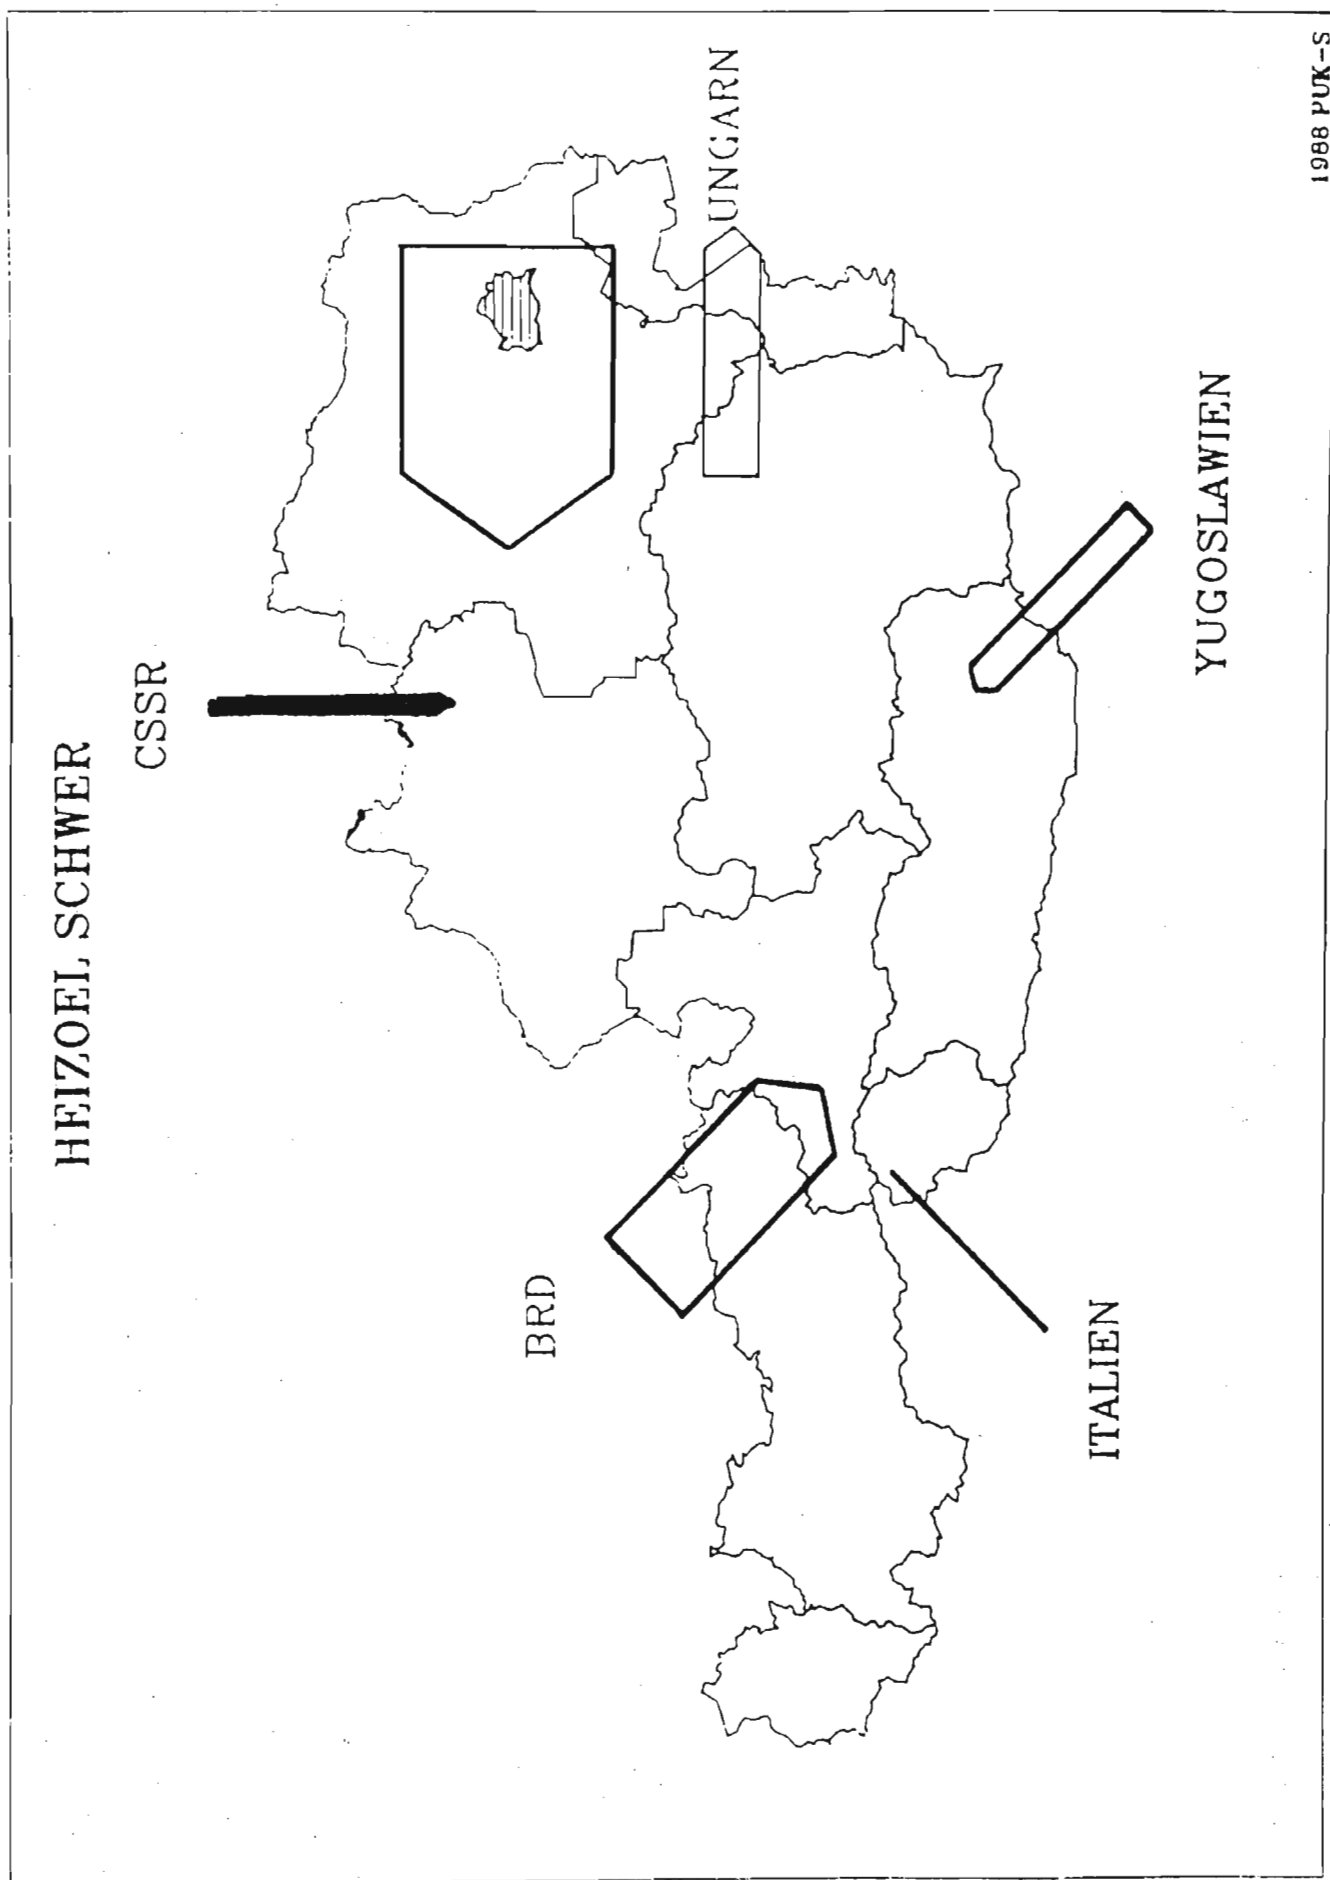 HEIZOEL SCHWER
CSSR
BRD
UNGARN
ITALIEN
YUGOSLAWIEN
1988 PUK-S